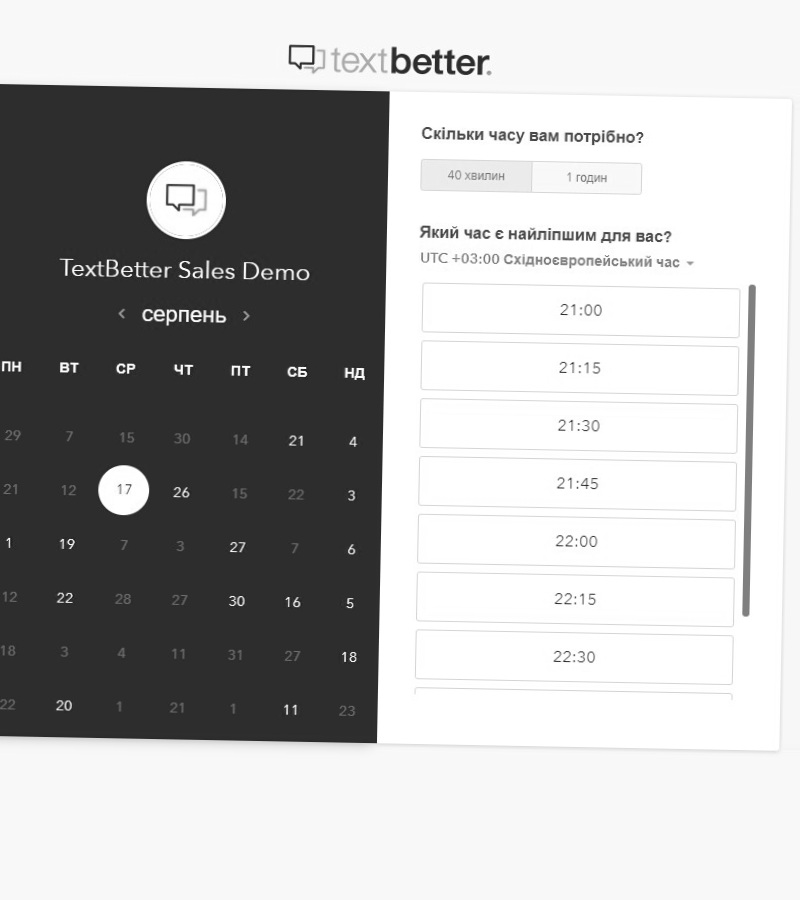 textbetter.
TextBetter Sales Demo
серпень
ПН ВТ СР ЧТ ПТ СБ НД
29 7 15 30 14 21 4
21 12 17 26 15 22 3
1 19 7 3 27 7 6
12 22 28 27 30 16 5
18 3 4 11 31 27 18
22 20 1 21 1 11 23
Скільки часу вам потрібно?
40 хвилин 1 годин
Який час є найліпшим для вас?
UTC +03:00 Східноєвропейський час
21:00
21:15
21:30
21:45
22:00
22:15
22:30